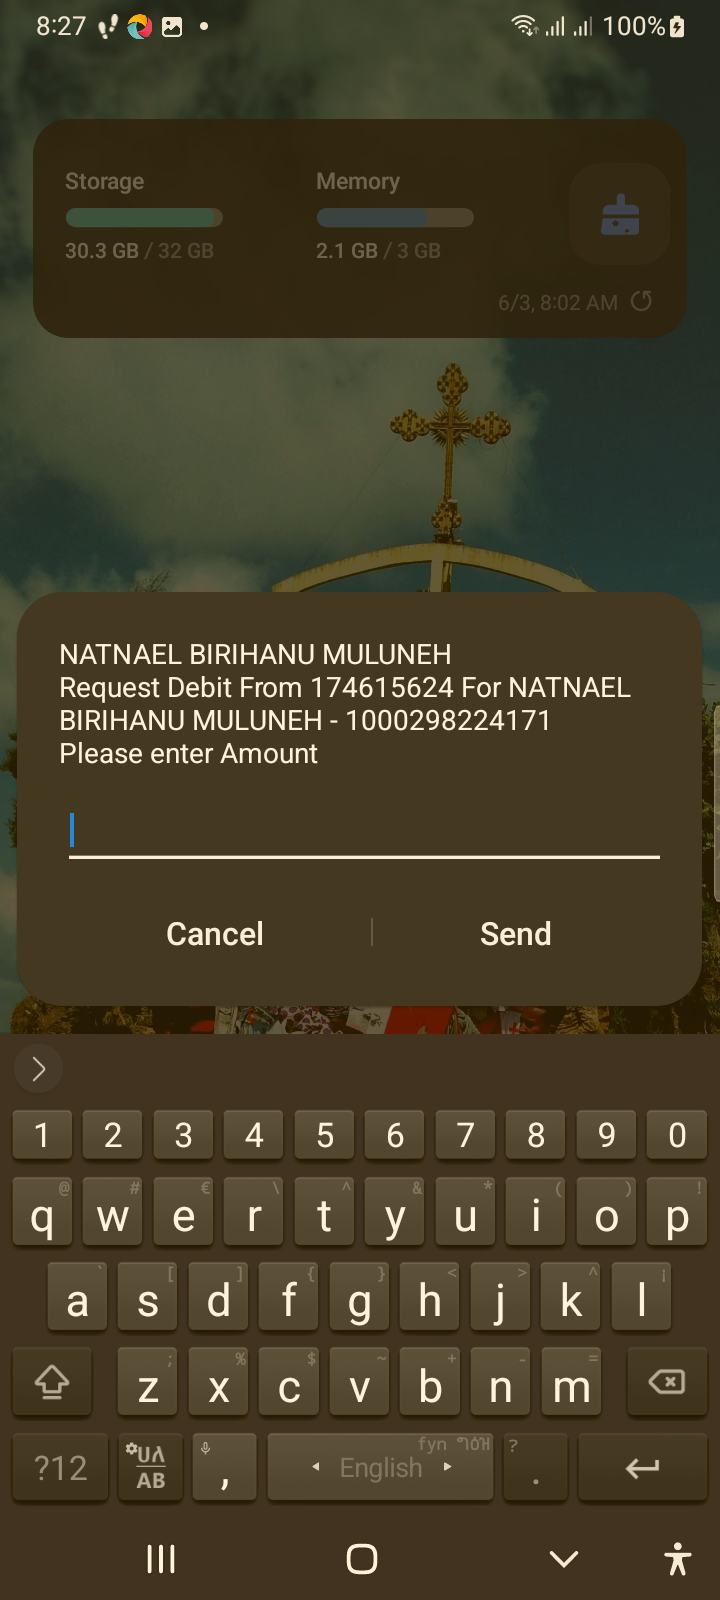 8:27
100%
Storage
Memory
30.3 GB / 32 GB
2.1 GB / 3 GB
6/3, 8:02 AM
NATNAEL BIRIHANU MULUNEH
Request Debit From 174615624 For NATNAEL
BIRIHANU MULUNEH - 1000298224171
Please enter Amount
Cancel
Send
1 2 3 4 5 6 7 8 9 0
@ # € \ ^ & * ( ) !
q w e r t y u i o p
` [ ] { } < > ^ ¡
a s d f g h j k l
; % $ ~ + - =
z x c v b n m
fyn ?
?12 AB , English .